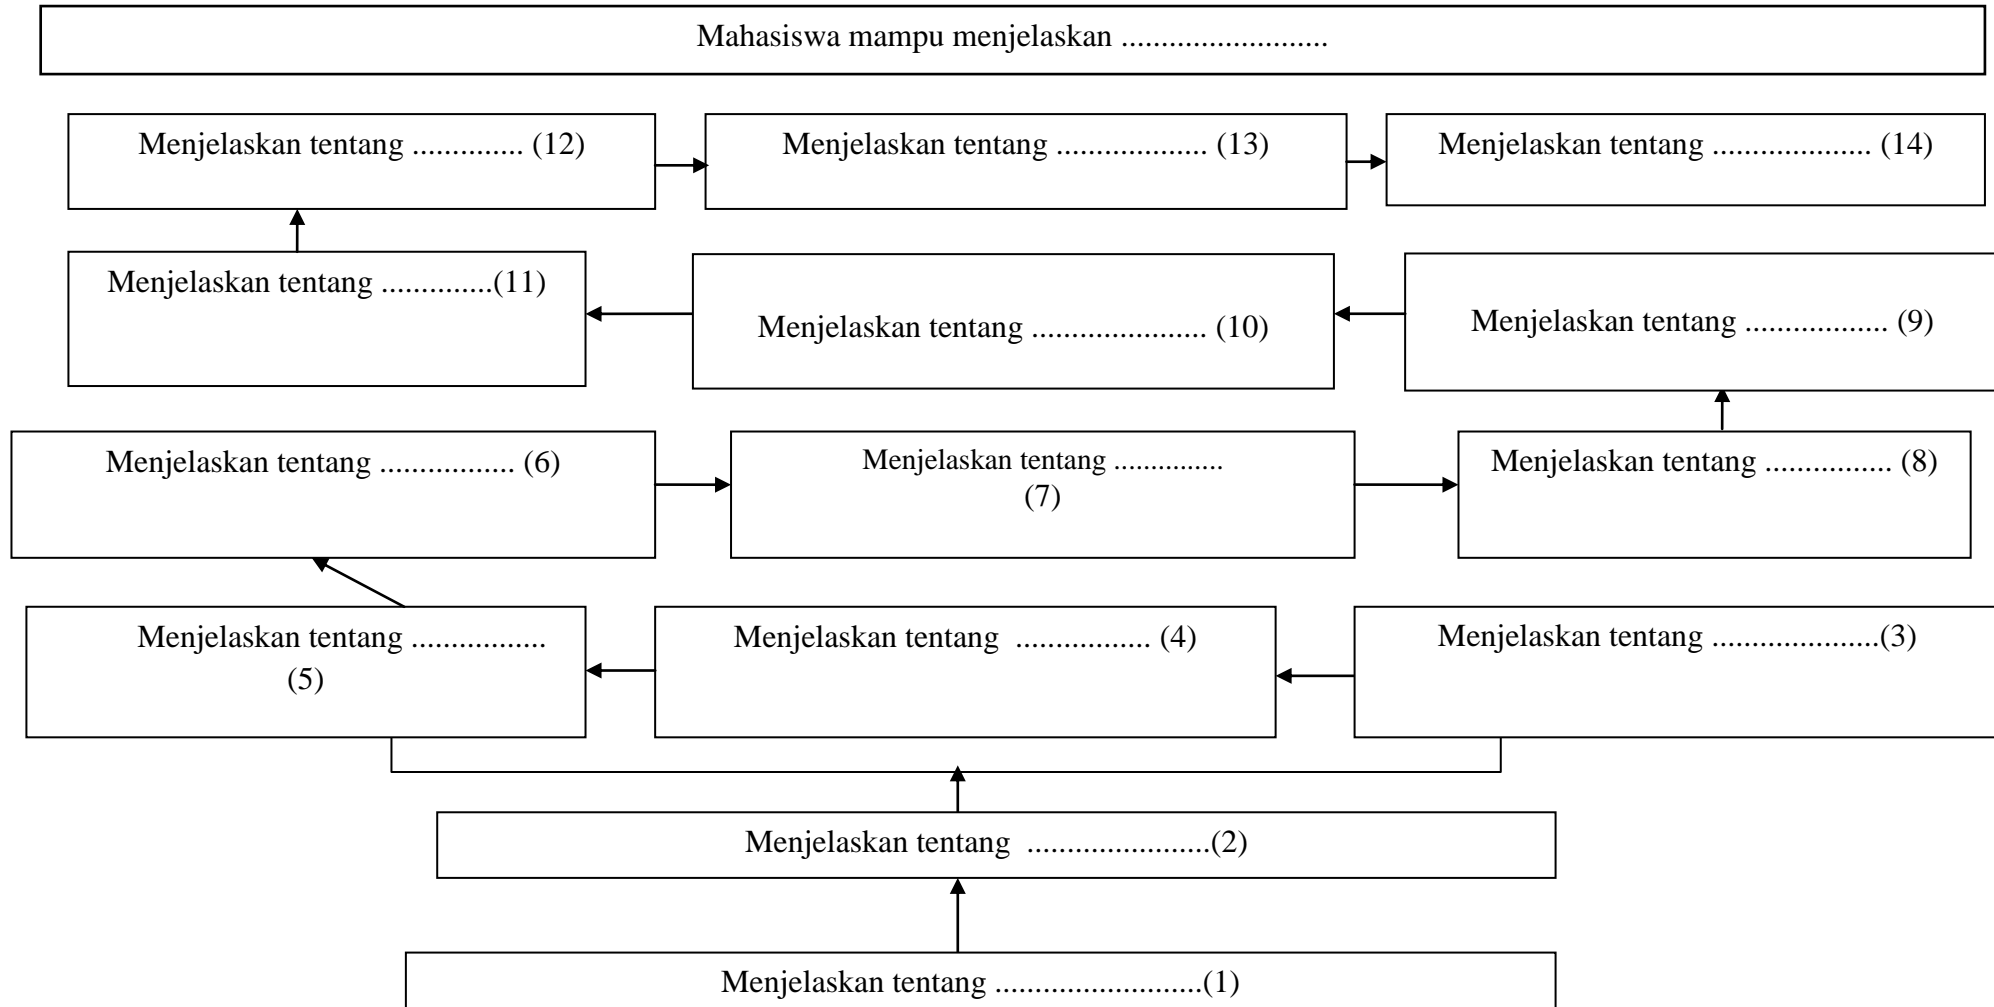 Mahasiswa mampu menjelaskan ..........................
Menjelaskan tentang .............. (12)
Menjelaskan tentang ................... (13)
Menjelaskan tentang .................... (14)
Menjelaskan tentang ..............(11)
Menjelaskan tentang ...................... (10)
Menjelaskan tentang .................. (9)
Menjelaskan tentang ................. (6)
Menjelaskan tentang ...............
(7)
Menjelaskan tentang ................ (8)
Menjelaskan tentang .................
(5)
Menjelaskan tentang ................. (4)
Menjelaskan tentang .....................(3)
Menjelaskan tentang .......................(2)
Menjelaskan tentang ..........................(1)